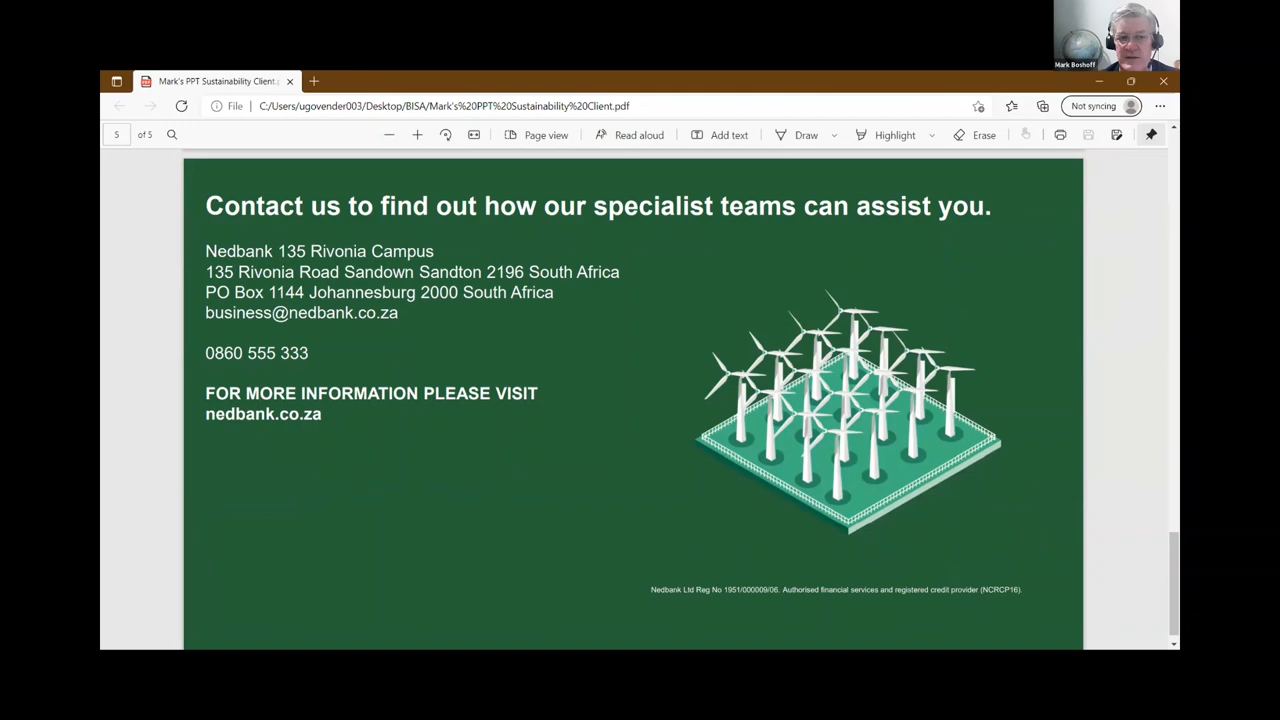 Mark Boshoff
Mark's PPT Sustainability Client.p
File C:/Users/ugovender003/Desktop/BISA/Mark's%20PPT%20Sustainability%20Client.pdf
Not syncing
5 of 5
Page view
Read aloud
Add text
Draw
Highlight
Erase
Contact us to find out how our specialist teams can assist you.
Nedbank 135 Rivonia Campus
135 Rivonia Road Sandown Sandton 2196 South Africa
PO Box 1144 Johannesburg 2000 South Africa
business@nedbank.co.za
0860 555 333
FOR MORE INFORMATION PLEASE VISIT
nedbank.co.za
Nedbank Ltd Reg No 1951/000009/06. Authorised financial services and registered credit provider (NCRCP16).